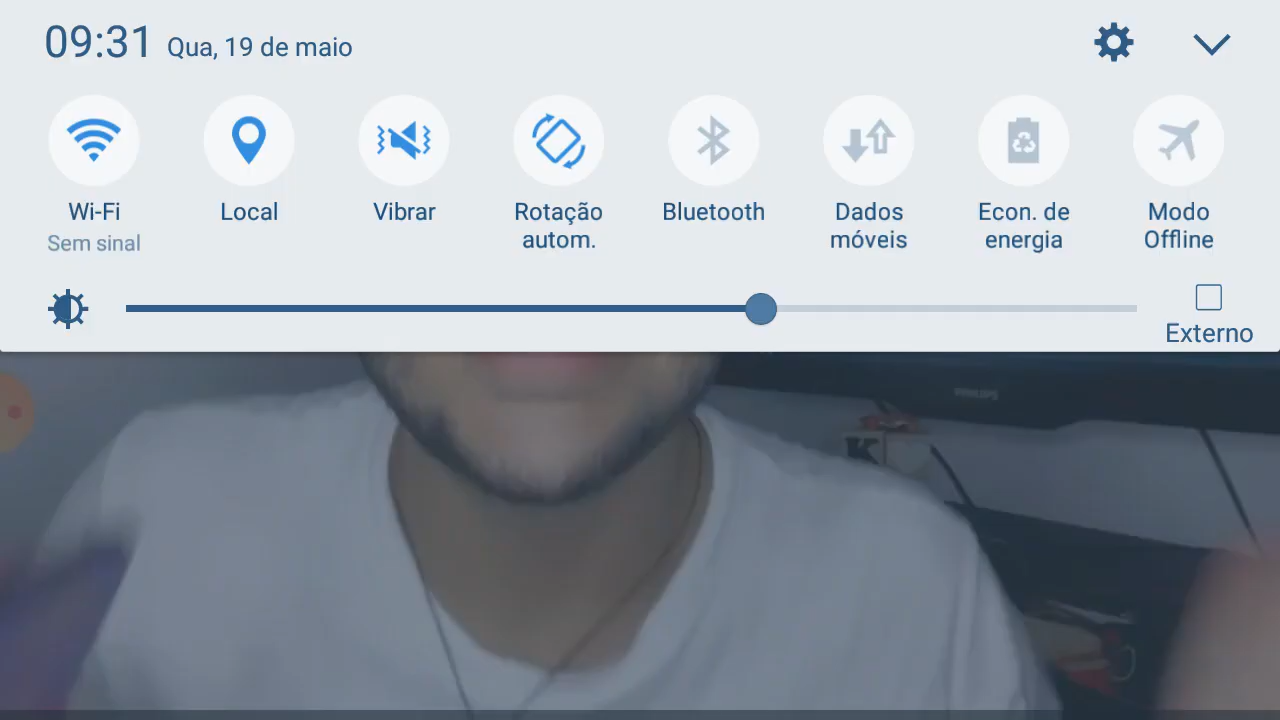 09:31 Qua, 19 de maio
Wi-Fi
Sem sinal
Local
Vibrar
Rotação
autom.
Bluetooth
Dados
móveis
Econ. de
energia
Modo
Offline
Externo
PHILIPS
K